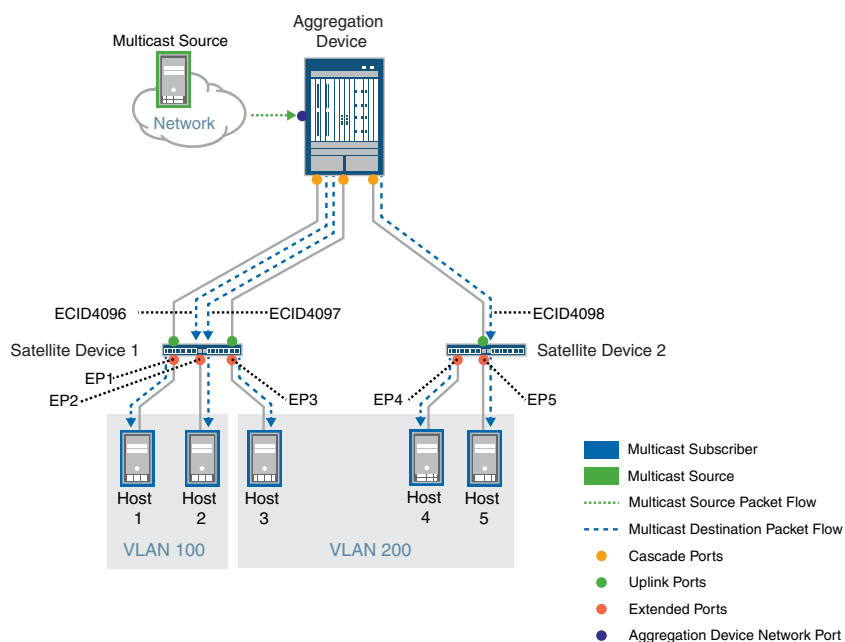 Aggregation
Device
Multicast Source
Network
ECID4096
ECID4097
ECID4098
Satellite Device 1
Satellite Device 2
EP1
EP2
EP3
EP4
EP5
Host
1
Host
2
Host
3
Host
4
Host
5
VLAN 100
VLAN 200
Multicast Subscriber
Multicast Source
Multicast Source Packet Flow
Multicast Destination Packet Flow
Cascade Ports
Uplink Ports
Extended Ports
Aggregation Device Network Port